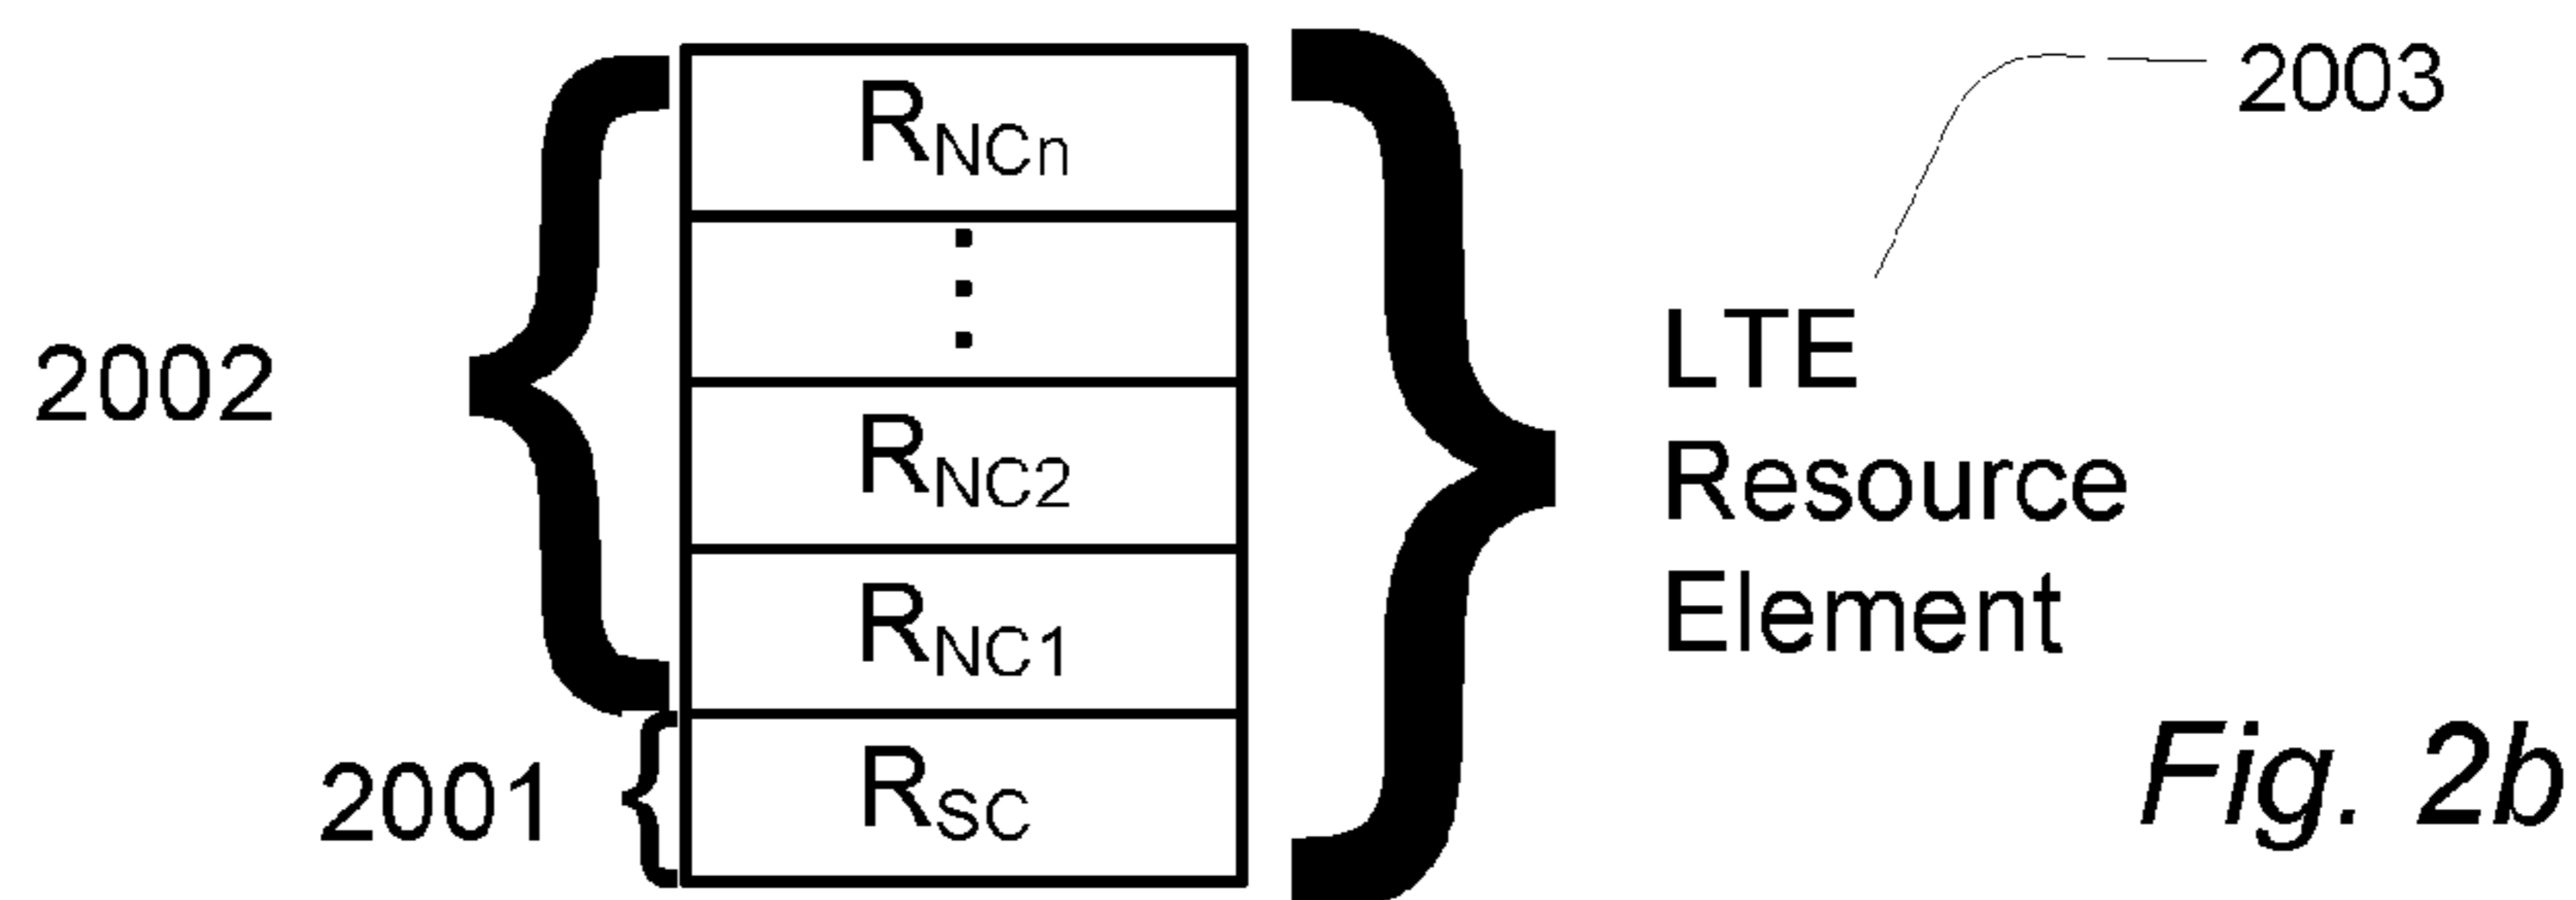 2003
R_NCn
⋮
2002
LTE
Resource
Element
R_NC2
R_NC1
2001
R_SC
Fig. 2b